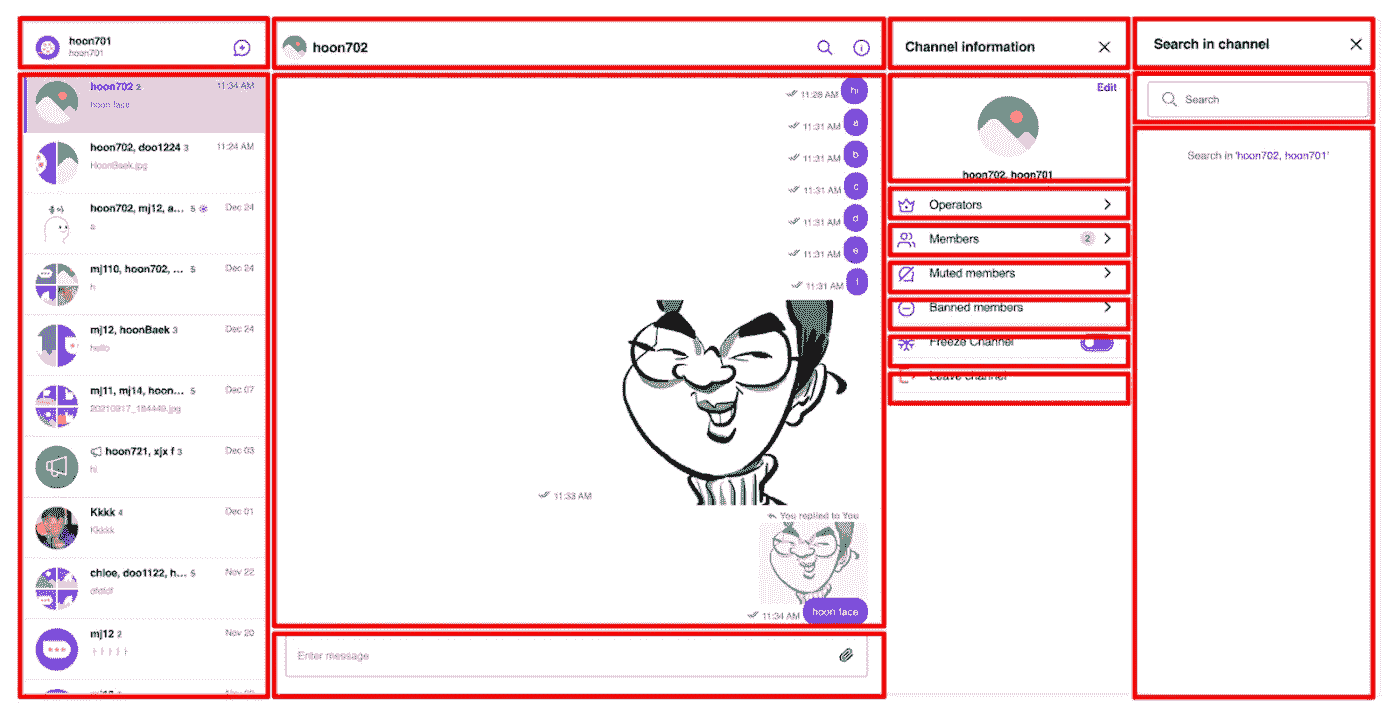 hoon701
hoon701
hoon702 2 11:34 AM
hoon face
hoon702, doo1224 3 11:24 AM
HoonBaek.jpg
hoon702, mj12, a... 5 Dec 24
a
mj110, hoon702, ... 5 Dec 24
h
mj12, hoonBaek 3 Dec 24
hello
mj11, mj14, hoon... 5 Dec 07
20210917_184449.jpg
hoon721, xjx f 3 Dec 03
hi
Kkkk 4 Dec 01
Kkkkk
chloe, doo1122, h... 5 Nov 22
dfdfdf
mj12 2 Nov 20
ㅏㅏㅏㅏㅏ
hoon702
11:28 AM hi
11:31 AM a
11:31 AM b
11:31 AM c
11:31 AM d
11:31 AM e
11:31 AM f
11:33 AM
You replied to You
11:34 AM hoon face
Enter message
Channel information
Edit
hoon702, hoon701
Operators
Members 2
Muted members
Banned members
Freeze Channel
Leave channel
Search in channel
Search
Search in 'hoon702, hoon701'